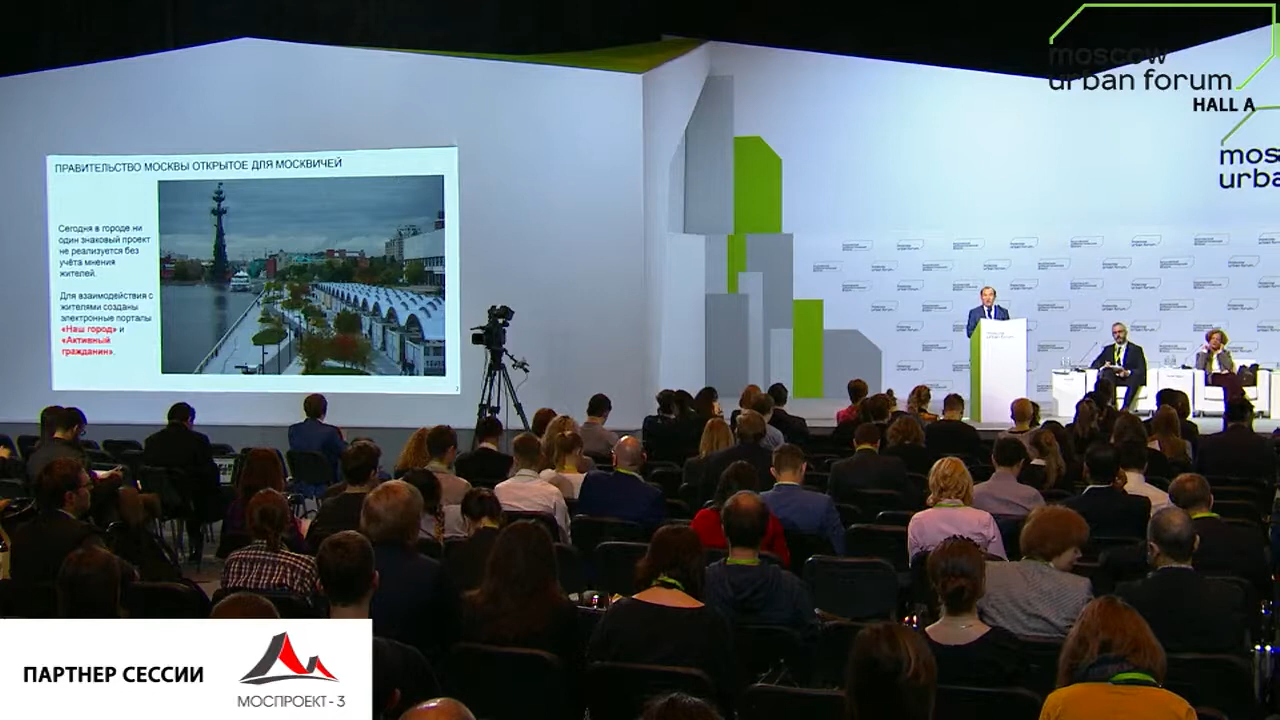 moscow
urban forum
HALL A
mos
urba
ПРАВИТЕЛЬСТВО МОСКВЫ ОТКРЫТОЕ ДЛЯ МОСКВИЧЕЙ
Сегодня в городе ни
один знаковый проект
не реализуется без
учёта мнения
жителей.
Для взаимодействия с
жителями созданы
электронные порталы
«Наш город» и
«Активный
гражданин».
ПАРТНЕР СЕССИИ
МОСПРОЕКТ-3